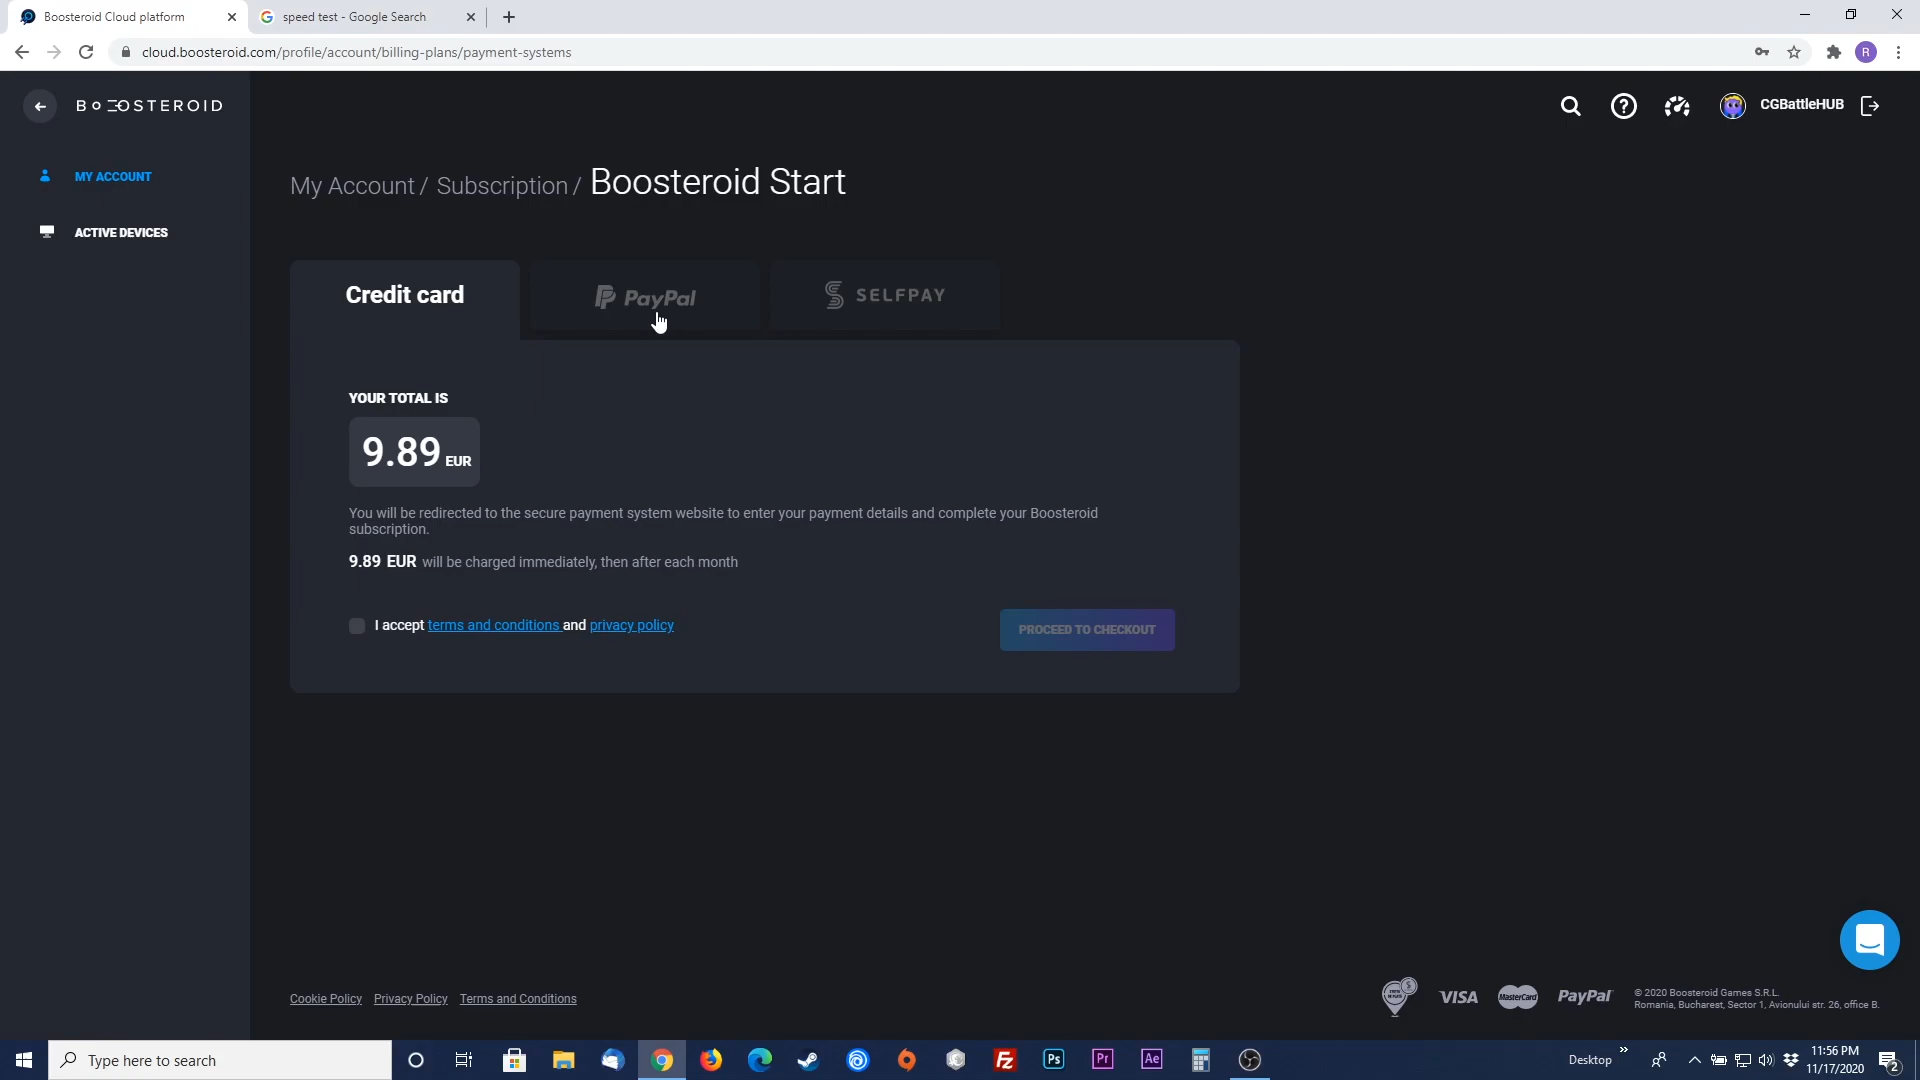 Boosteroid Cloud platform
speed test - Google Search
cloud.boosteroid.com/profile/account/billing-plans/payment-systems
R
BOOSTEROID
CGBattleHUB
MY ACCOUNT
ACTIVE DEVICES
My Account / Subscription / Boosteroid Start
Credit card
PayPal
SELFPAY
YOUR TOTAL IS
9.89 EUR
You will be redirected to the secure payment system website to enter your payment details and complete your Boosteroid
subscription.
9.89 EUR will be charged immediately, then after each month
I accept terms and conditions and privacy policy
PROCEED TO CHECKOUT
Cookie Policy Privacy Policy Terms and Conditions
VISA
MasterCard
PayPal
© 2020 Boosteroid Games S.R.L.
Romania, Bucharest, Sector 1, Avionului str. 26, office B.
Type here to search
Fz
Ps
Pr
Ae
Desktop
11:56 PM
11/17/2020
2